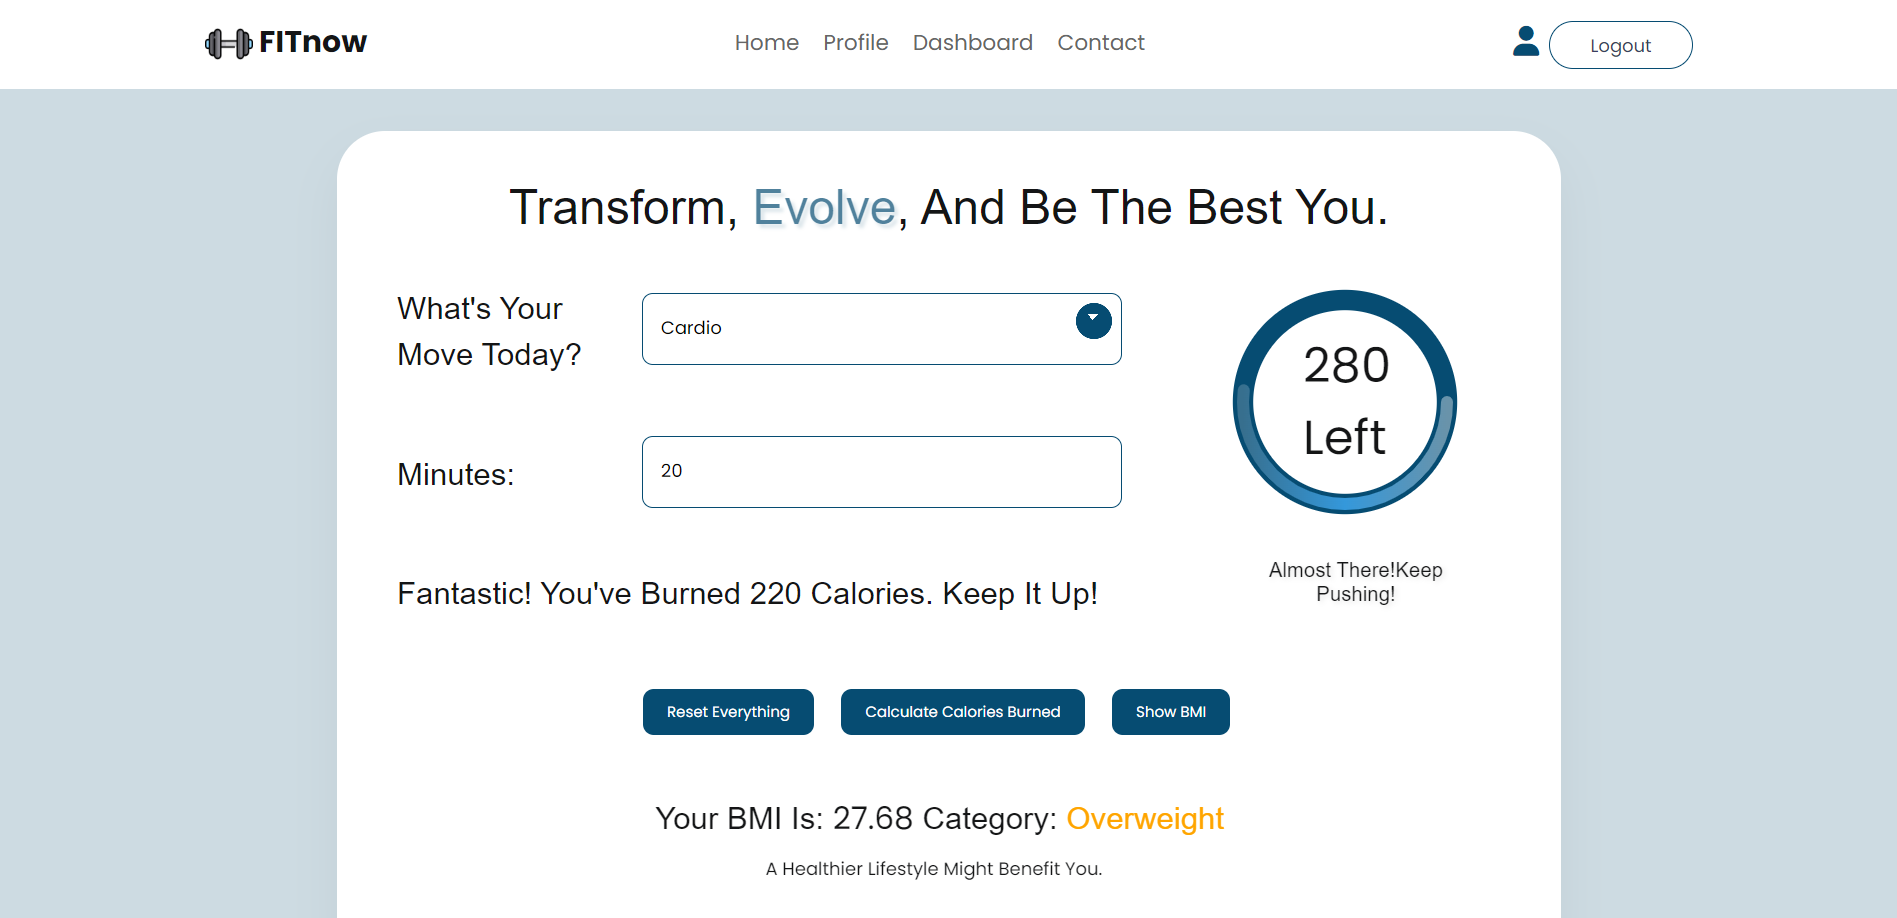 FITnow
Home Profile Dashboard Contact
Logout
Transform, Evolve, And Be The Best You.
What's Your
Move Today?
Cardio
280
Left
Minutes:
20
Almost There!Keep
Pushing!
Fantastic! You've Burned 220 Calories. Keep It Up!
Reset Everything
Calculate Calories Burned
Show BMI
Your BMI Is: 27.68 Category: Overweight
A Healthier Lifestyle Might Benefit You.